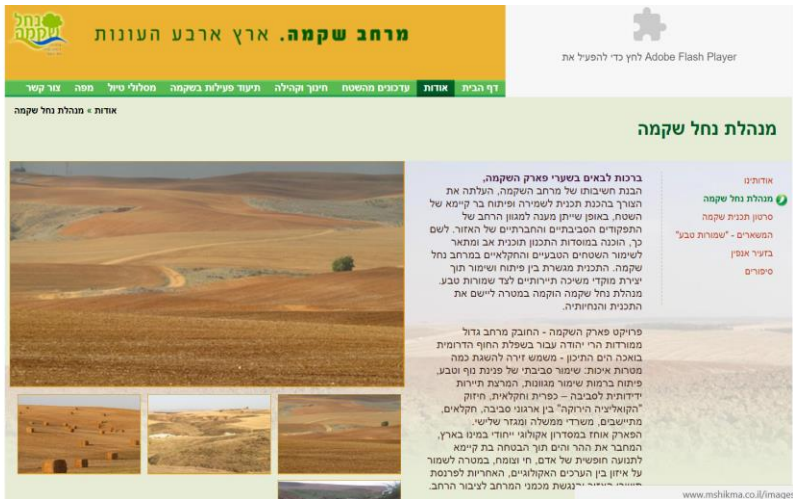 נחל
שקמה
מרחב שקמה. ארץ ארבע העונות
לחץ כדי להפעיל את Adobe Flash Player
דף הבית
אודות
עדכונים מהשטח
חינוך וקהילה
תיעוד פעילות בשקמה
מסלולי טיול
מפה
צור קשר
אודות » מנהלת נחל שקמה
מנהלת נחל שקמה
אודותינו
מנהלת נחל שקמה
סרטון תכנית שקמה
המשארים - "שמורות טבע"
בזעיר אנפין
סיפורים
ברכות לבאים בשערי פארק השקמה,
הבנת חשיבותו של מרחב השקמה, העלתה את
הצורך בהכנת תכנית לשמירה ופיתוח בר קיימא של
השטח, באופן שייתן מענה למגוון הרחב של
התפקודים הסביבתיים והחברתיים של האזור. לשם
כך, הוכנה במוסדות התכנון תוכנית אב ומתאר
לשימור השטחים הטבעיים והחקלאיים במרחב נחל
שקמה. התכנית מגשרת בין פיתוח ושימור תוך
יצירת מוקדי משיכה תיירותיים לצד שמורות טבע.
מנהלת נחל שקמה הוקמה במטרה ליישם את
התכנית והנחיותיה.
פרויקט פארק השקמה - החובק מרחב גדול
ממורדות הרי יהודה עבור בשפלת החוף הדרומית
בואכה הים התיכון - משמש זירה להשגת כמה
מטרות איכות: שימור סביבתי של פנינת נוף וטבע,
פיתוח ברמות שימור מגוונות, המרצת תיירות
ידידותית לסביבה – כפרית וחקלאית, חיזוק
"הקואליציה הירוקה" בין ארגוני סביבה, חקלאים,
מתיישבים, משרדי ממשלה ומגזר שלישי.
הפארק אוחז במסדרון אקולוגי ייחודי במינו בארץ,
המחבר את ההר והים תוך הבטחה בת קיימא
לתנועה חופשית של אדם, חי וצומח, במטרה לשמור
על איזון בין הערכים האקולוגיים, האחריות לפרנסת
והנגשת מכמני המרחב לציבור הרחב.
www.mshikma.co.il/images